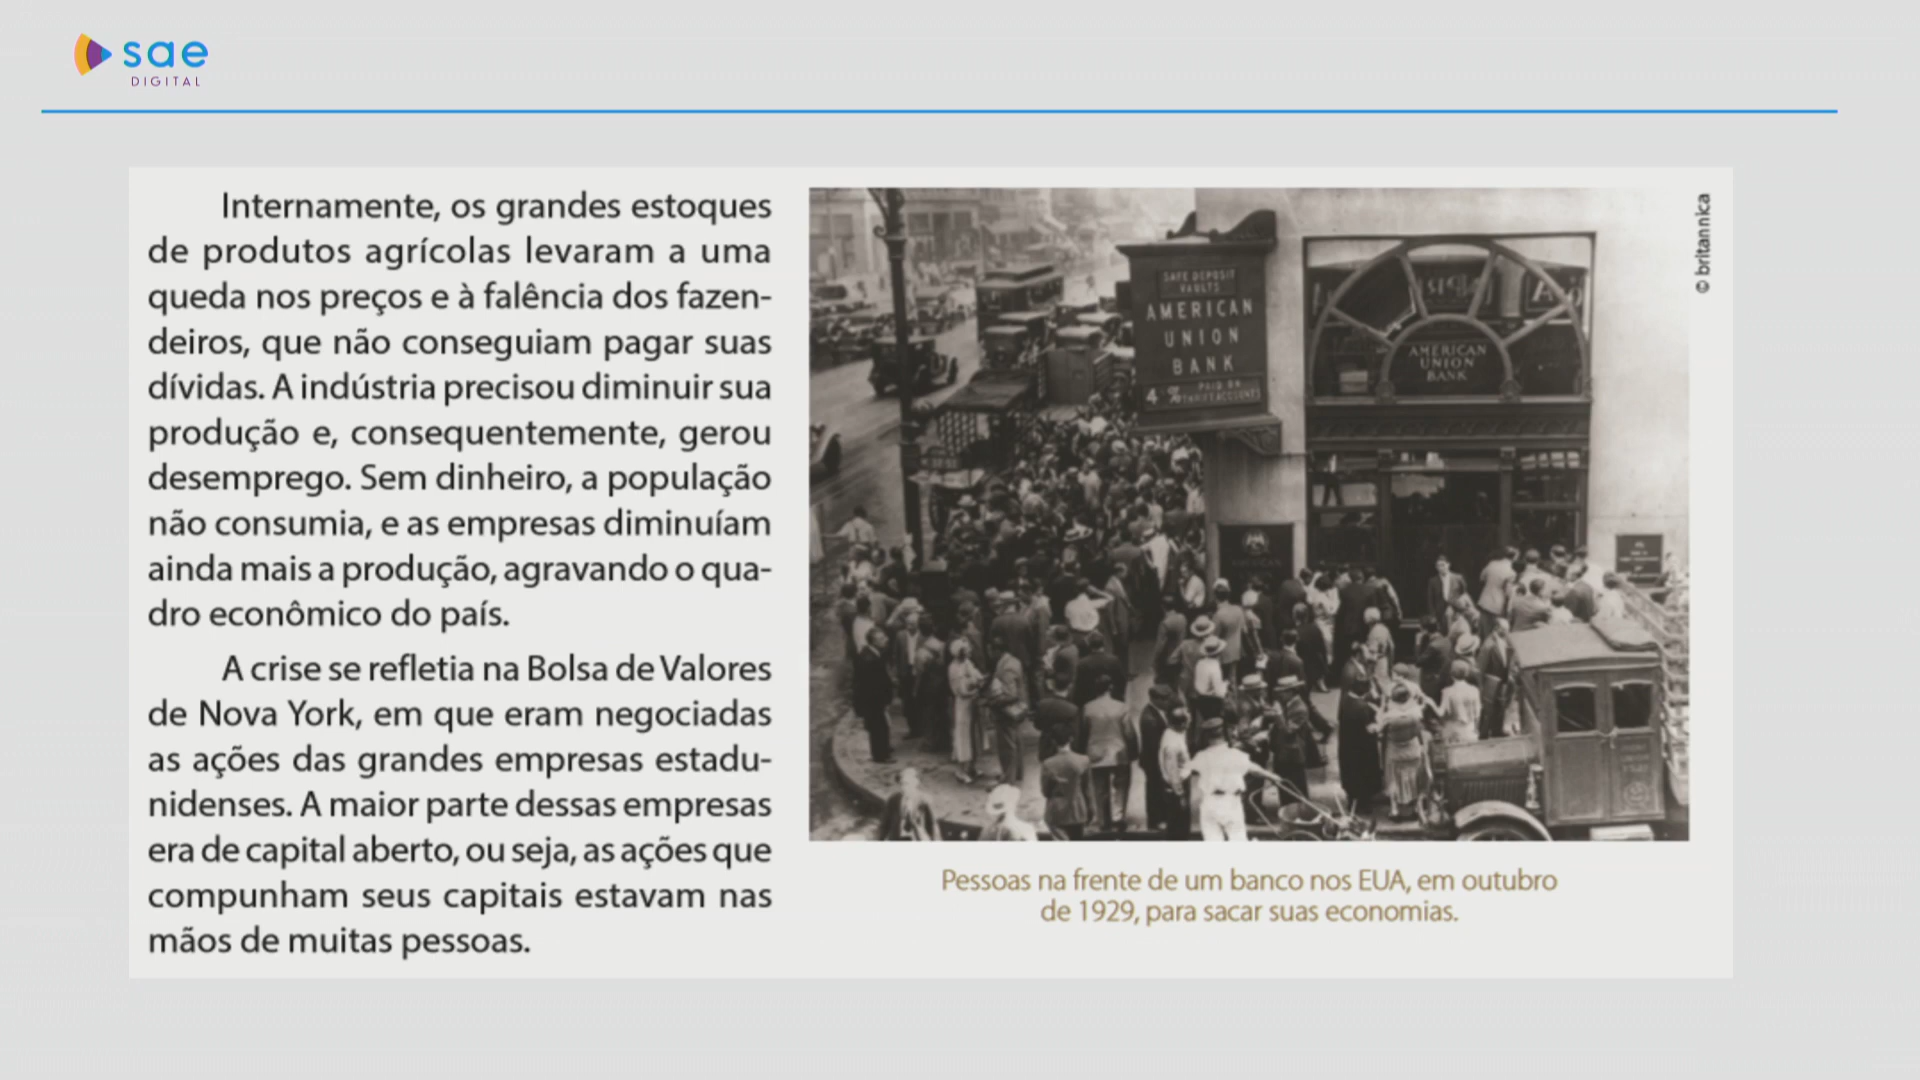 sae
DIGITAL
Internamente, os grandes estoques
de produtos agrícolas levaram a uma
queda nos preços e à falência dos fazen-
deiros, que não conseguiam pagar suas
dívidas. A indústria precisou diminuir sua
produção e, consequentemente, gerou
desemprego. Sem dinheiro, a população
não consumia, e as empresas diminuíam
ainda mais a produção, agravando o qua-
dro econômico do país.
A crise se refletia na Bolsa de Valores
de Nova York, em que eram negociadas
as ações das grandes empresas estadu-
nidenses. A maior parte dessas empresas
era de capital aberto, ou seja, as ações que
compunham seus capitais estavam nas
mãos de muitas pessoas.
SAFE DEPOSIT
VAULTS
AMERICAN
UNION
BANK
4% PAID ON
THRIFT ACCOUNTS
AMERICAN
UNION
BANK
© britannica
Pessoas na frente de um banco nos EUA, em outubro
de 1929, para sacar suas economias.